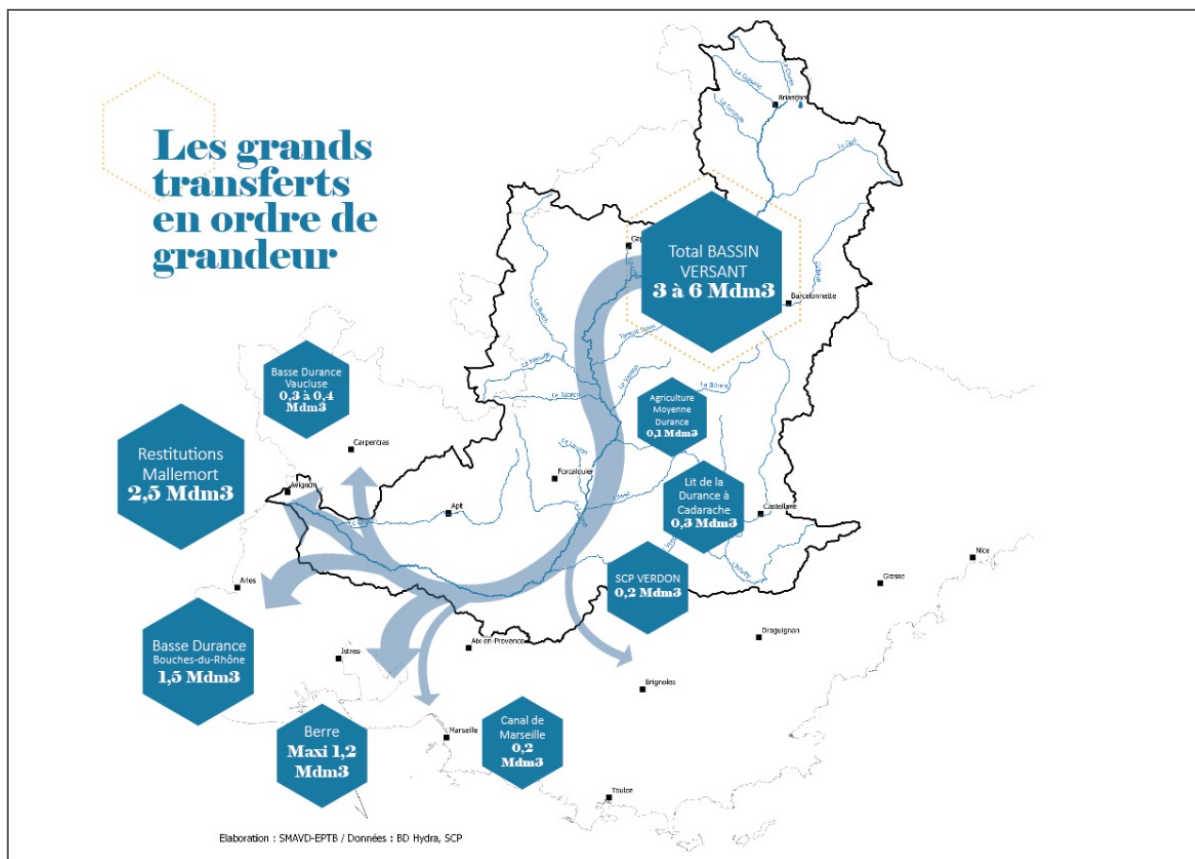 Les grands
transferts
en ordre de
grandeur
Briançon
Total BASSIN
VERSANT
3 à 6 Mdm3
Barcelonnette
Basse Durance
Vaucluse
0,3 à 0,4
Mdm3
Agriculture
Moyenne
Durance
0,1 Mdm3
Restitutions
Mallemort
2,5 Mdm3
Carpentras
Avignon
Forcalquier
Apt
Lit de la
Durance à
Cadarache
0,3 Mdm3
Castellane
Nice
Grasse
Arles
SCP VERDON
0,2 Mdm3
Draguignan
Aix-en-Provence
Istres
Basse Durance
Bouches-du-Rhône
1,5 Mdm3
Brignoles
Berre
Maxi 1,2
Mdm3
Marseille
Canal de
Marseille
0,2
Mdm3
Toulon
Elaboration : SMAVD-EPTB / Données : BD Hydra, SCP